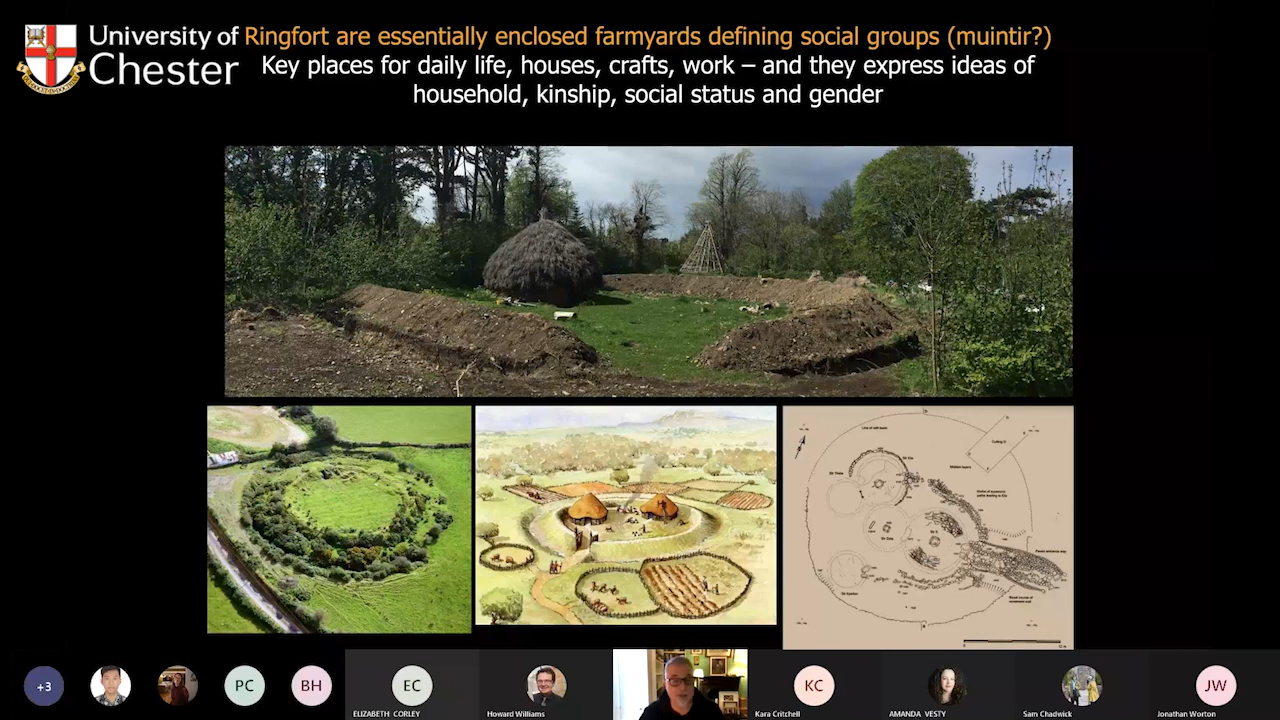 University of
Chester
Ringfort are essentially enclosed farmyards defining social groups (muintir?)
Key places for daily life, houses, crafts, work – and they express ideas of
household, kinship, social status and gender
+3
PC
BH
EC
ELIZABETH CORLEY
Howard Williams
KC
Kara Critchell
AMANDA VESTY
Sam Chadwick
JW
Jonathan Worton